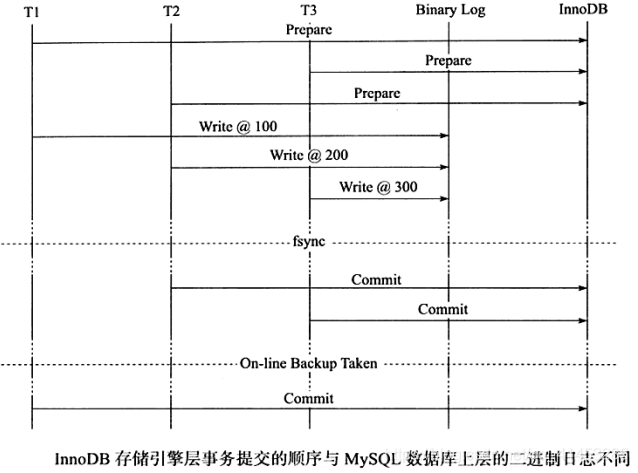 T1 T2 T3 Binary Log InnoDB
Prepare
Prepare
Prepare
Write @ 100
Write @ 200
Write @ 300
fsync
Commit
Commit
On-line Backup Taken
Commit
InnoDB 存储引擎层事务提交的顺序与 MySQL 数据库上层的二进制日志不同